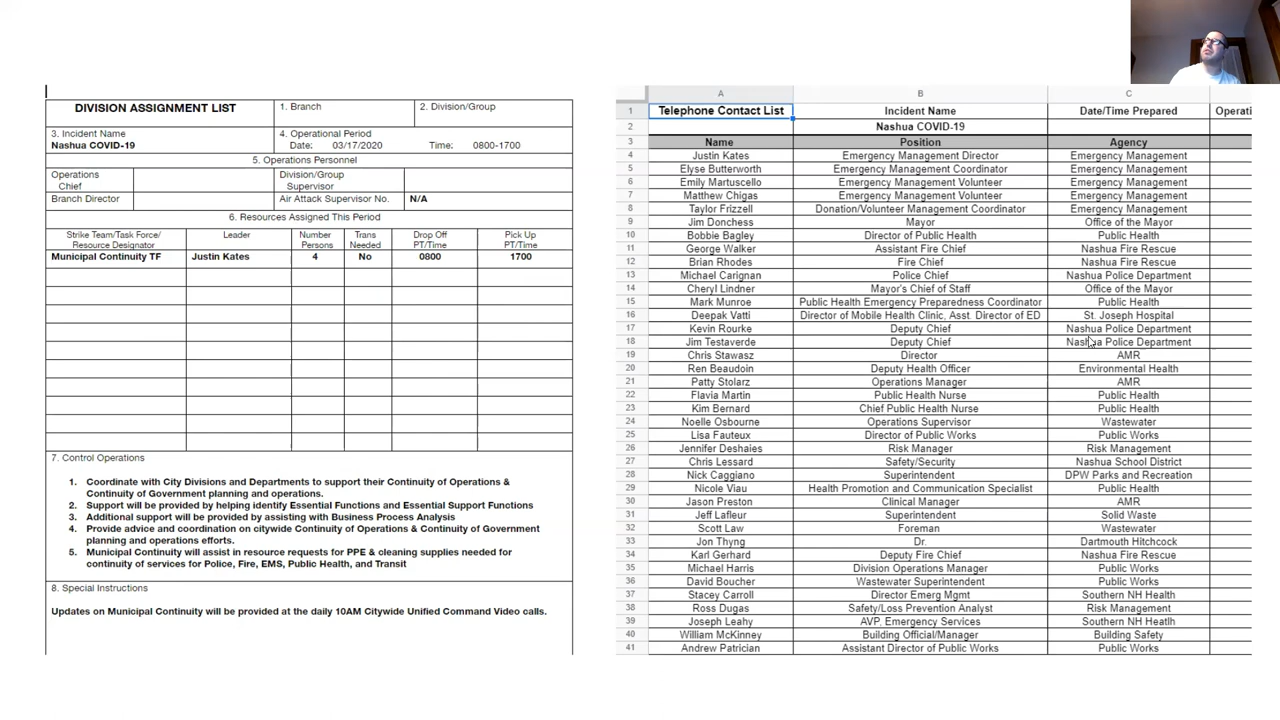 DIVISION ASSIGNMENT LIST
1. Branch
2. Division/Group
3. Incident Name
Nashua COVID-19
4. Operational Period
Date: 03/17/2020 Time: 0800-1700
5. Operations Personnel
Operations Chief
Division/Group Supervisor
Branch Director
Air Attack Supervisor No. N/A
6. Resources Assigned This Period
Strike Team/Task Force/ Resource Designator
Leader
Number Persons
Trans Needed
Drop Off PT/Time
Pick Up PT/Time
Municipal Continuity TF Justin Kates 4 No 0800 1700
7. Control Operations
1. Coordinate with City Divisions and Departments to support their Continuity of Operations &
Continuity of Government planning and operations.
2. Support will be provided by helping identify Essential Functions and Essential Support Functions
3. Additional support will be provided by assisting with Business Process Analysis
4. Provide advice and coordination on citywide Continuity of Operations & Continuity of Government
planning and operations efforts.
5. Municipal Continuity will assist in resource requests for PPE & cleaning supplies needed for
continuity of services for Police, Fire, EMS, Public Health, and Transit
8. Special Instructions
Updates on Municipal Continuity will be provided at the daily 10AM Citywide Unified Command Video calls.
A B C
1 Telephone Contact List Incident Name Date/Time Prepared Operati
2 Nashua COVID-19
3 Name Position Agency
4 Justin Kates Emergency Management Director Emergency Management
5 Elyse Butterworth Emergency Management Coordinator Emergency Management
6 Emily Martuscello Emergency Management Volunteer Emergency Management
7 Matthew Chigas Emergency Management Volunteer Emergency Management
8 Taylor Frizzell Donation/Volunteer Management Coordinator Emergency Management
9 Jim Donchess Mayor Office of the Mayor
10 Bobbie Bagley Director of Public Health Public Health
11 George Walker Assistant Fire Chief Nashua Fire Rescue
12 Brian Rhodes Fire Chief Nashua Fire Rescue
13 Michael Carignan Police Chief Nashua Police Department
14 Cheryl Lindner Mayor's Chief of Staff Office of the Mayor
15 Mark Munroe Public Health Emergency Preparedness Coordinator Public Health
16 Deepak Vatti Director of Mobile Health Clinic, Asst. Director of ED St. Joseph Hospital
17 Kevin Rourke Deputy Chief Nashua Police Department
18 Jim Testaverde Deputy Chief Nashua Police Department
19 Chris Stawasz Director AMR
20 Ren Beaudoin Deputy Health Officer Environmental Health
21 Patty Stolarz Operations Manager AMR
22 Flavia Martin Public Health Nurse Public Health
23 Kim Bernard Chief Public Health Nurse Public Health
24 Noelle Osbourne Operations Supervisor Wastewater
25 Lisa Fauteux Director of Public Works Public Works
26 Jennifer Deshaies Risk Manager Risk Management
27 Chris Lessard Safety/Security Nashua School District
28 Nick Caggiano Superintendent DPW Parks and Recreation
29 Nicole Viau Health Promotion and Communication Specialist Public Health
30 Jason Preston Clinical Manager AMR
31 Jeff Lafleur Superintendent Solid Waste
32 Scott Law Foreman Wastewater
33 Jon Thyng Dr. Dartmouth Hitchcock
34 Karl Gerhard Deputy Fire Chief Nashua Fire Rescue
35 Michael Harris Division Operations Manager Public Works
36 David Boucher Wastewater Superintendent Public Works
37 Stacey Carroll Director Emerg Mgmt Southern NH Health
38 Ross Dugas Safety/Loss Prevention Analyst Risk Management
39 Joseph Leahy AVP. Emergency Services Southern NH Heatlh
40 William McKinney Building Official/Manager Building Safety
41 Andrew Patrician Assistant Director of Public Works Public Works